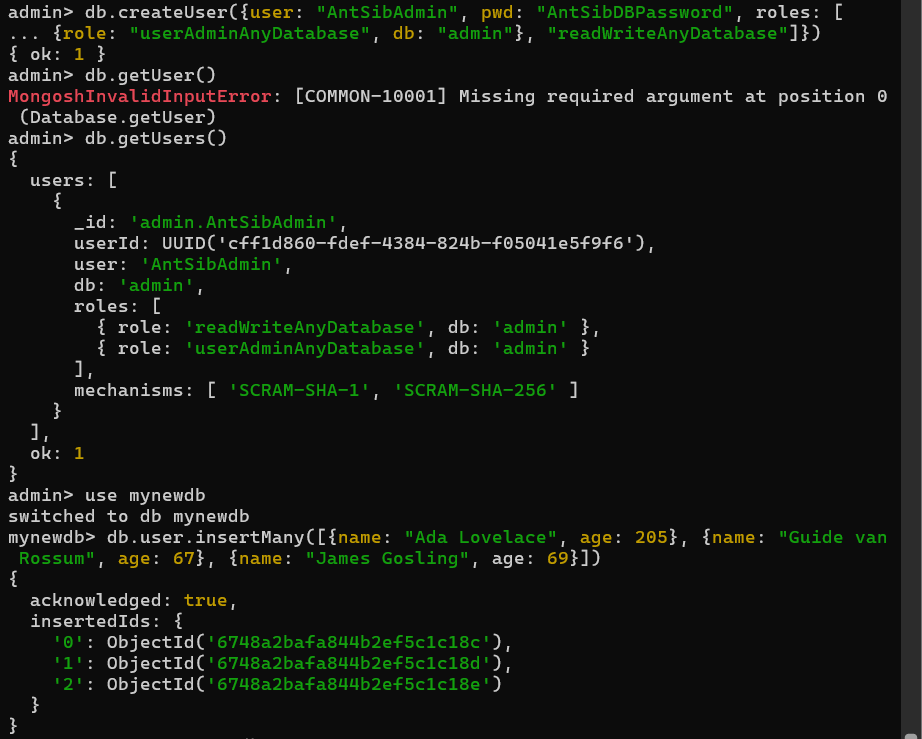 admin> db.createUser({user: "AntSibAdmin", pwd: "AntSibDBPassword", roles: [
... {role: "userAdminAnyDatabase", db: "admin"}, "readWriteAnyDatabase"]})
{ ok: 1 }
admin> db.getUser()
MongoshInvalidInputError: [COMMON-10001] Missing required argument at position 0
 (Database.getUser)
admin> db.getUsers()
{
  users: [
    {
      _id: 'admin.AntSibAdmin',
      userId: UUID('cff1d860-fdef-4384-824b-f05041e5f9f6'),
      user: 'AntSibAdmin',
      db: 'admin',
      roles: [
        { role: 'readWriteAnyDatabase', db: 'admin' },
        { role: 'userAdminAnyDatabase', db: 'admin' }
      ],
      mechanisms: [ 'SCRAM-SHA-1', 'SCRAM-SHA-256' ]
    }
  ],
  ok: 1
}
admin> use mynewdb
switched to db mynewdb
mynewdb> db.user.insertMany([{name: "Ada Lovelace", age: 205}, {name: "Guide van
 Rossum", age: 67}, {name: "James Gosling", age: 69}])
{
  acknowledged: true,
  insertedIds: {
    '0': ObjectId('6748a2bafa844b2ef5c1c18c'),
    '1': ObjectId('6748a2bafa844b2ef5c1c18d'),
    '2': ObjectId('6748a2bafa844b2ef5c1c18e')
  }
}